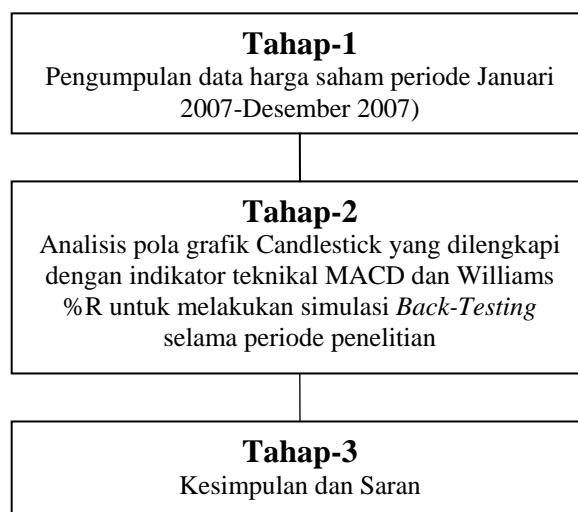 Tahap-1
Pengumpulan data harga saham periode Januari
2007-Desember 2007)
Tahap-2
Analisis pola grafik Candlestick yang dilengkapi
dengan indikator teknikal MACD dan Williams
%R untuk melakukan simulasi Back-Testing
selama periode penelitian
Tahap-3
Kesimpulan dan Saran